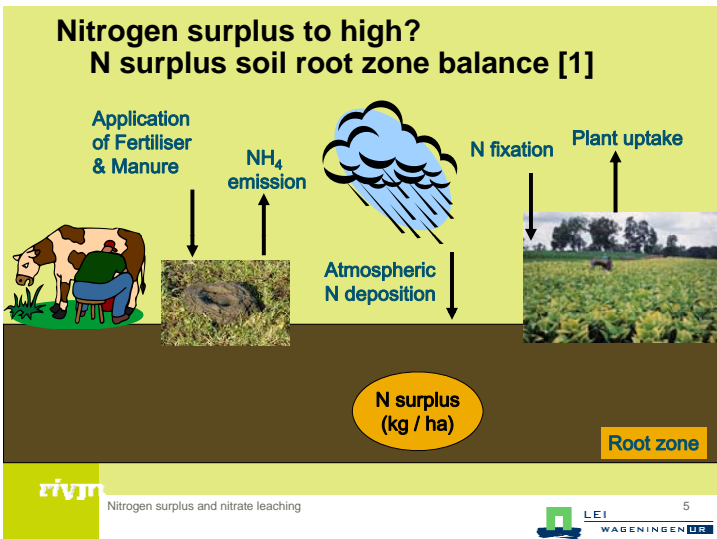 Nitrogen surplus to high?
N surplus soil root zone balance [1]
Application
of Fertiliser
& Manure
NH₄
emission
N fixation
Plant uptake
Atmospheric
N deposition
N surplus
(kg / ha)
Root zone
rivm
Nitrogen surplus and nitrate leaching
5
LEI
WAGENINGEN UR